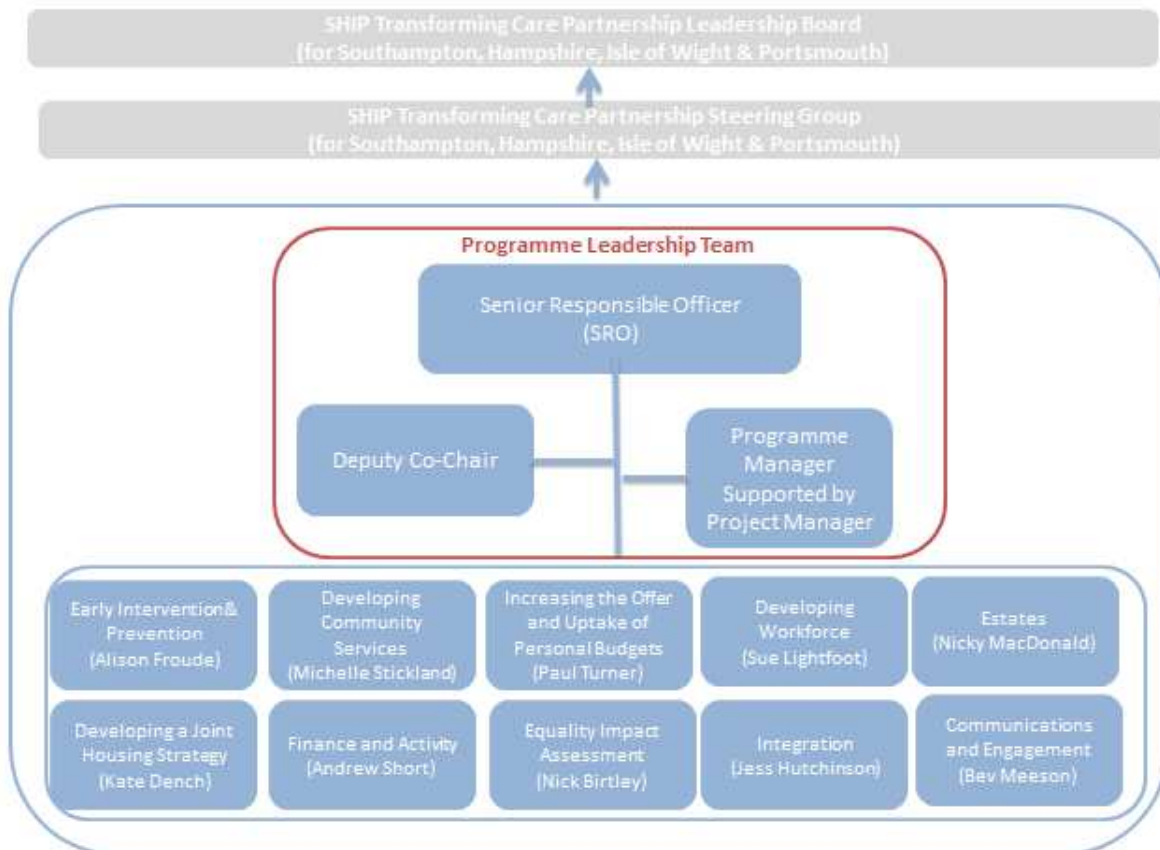 SHIP Transforming Care Partnership Leadership Board
(for Southampton, Hampshire, Isle of Wight & Portsmouth)
SHIP Transforming Care Partnership Steering Group
(for Southampton, Hampshire, Isle of Wight & Portsmouth)
Programme Leadership Team
Senior Responsible Officer
(SRO)
Deputy Co-Chair
Programme
Manager
Supported by
Project Manager
Early Intervention&
Prevention
(Alison Froude)
Developing
Community
Services
(Michelle Stickland)
Increasing the Offer
and Uptake of
Personal Budgets
(Paul Turner)
Developing
Workforce
(Sue Lightfoot)
Estates
(Nicky MacDonald)
Developing a Joint
Housing Strategy
(Kate Dench)
Finance and Activity
(Andrew Short)
Equality Impact
Assessment
(Nick Birtley)
Integration
(Jess Hutchinson)
Communications
and Engagement
(Bev Meeson)